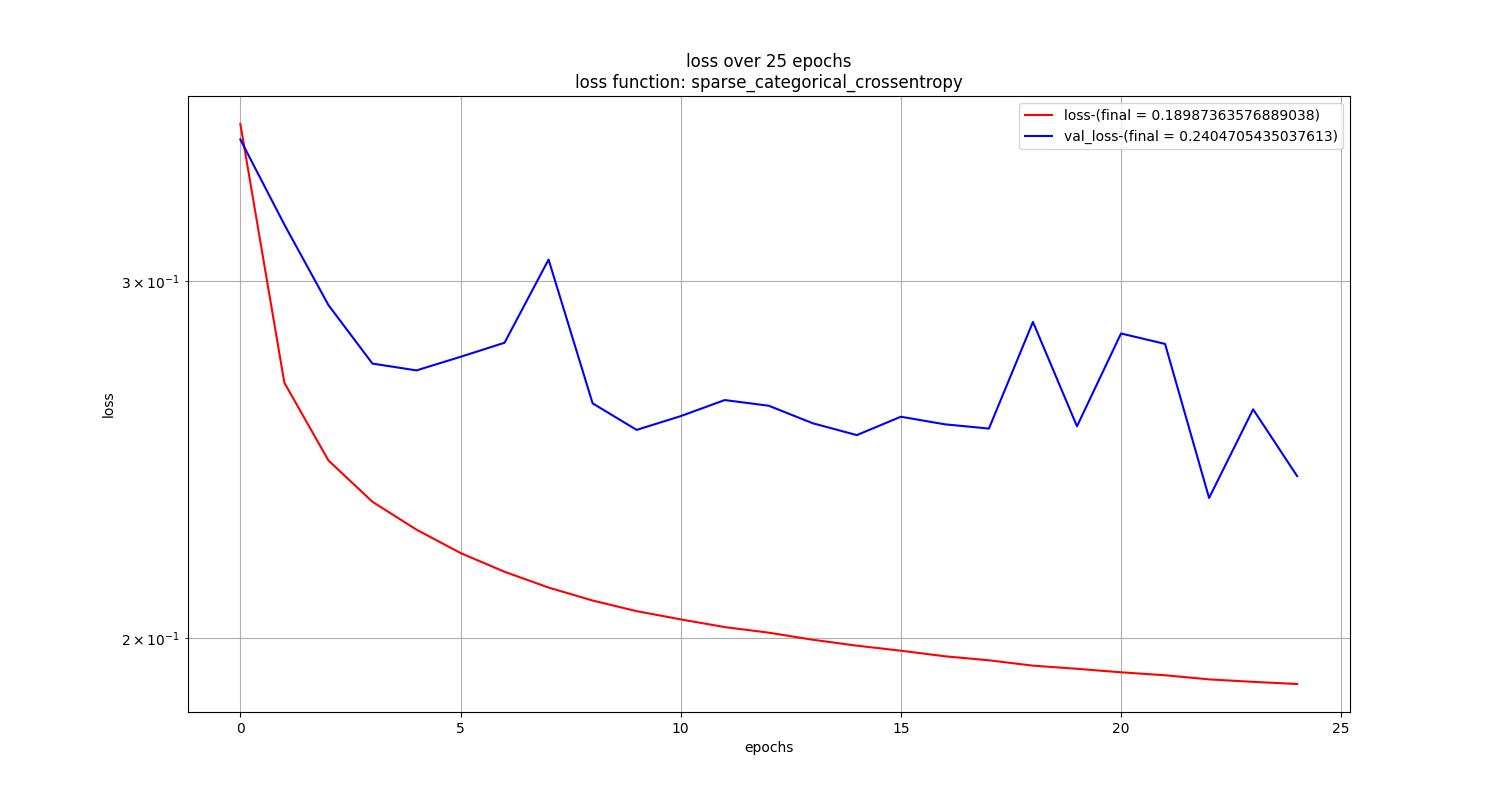 loss over 25 epochs
loss function: sparse_categorical_crossentropy
loss-(final = 0.18987363576889038)
val_loss-(final = 0.2404705435037613)
3 × 10⁻¹
loss
2 × 10⁻¹
0 5 10 15 20 25
epochs